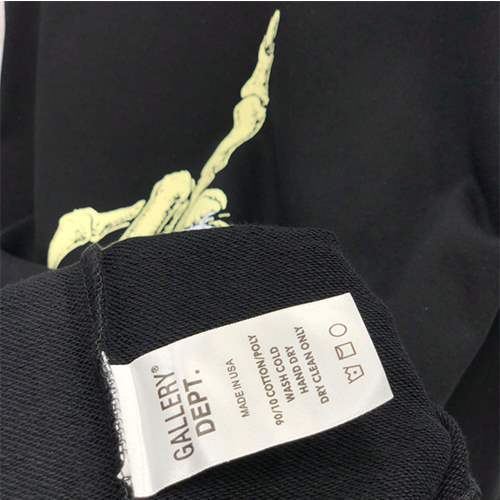 GALLERY®
DEPT.
MADE IN USA
90/10 COTTON/POLY
WASH COLD
HAND DRY
DRY CLEAN ONLY
A